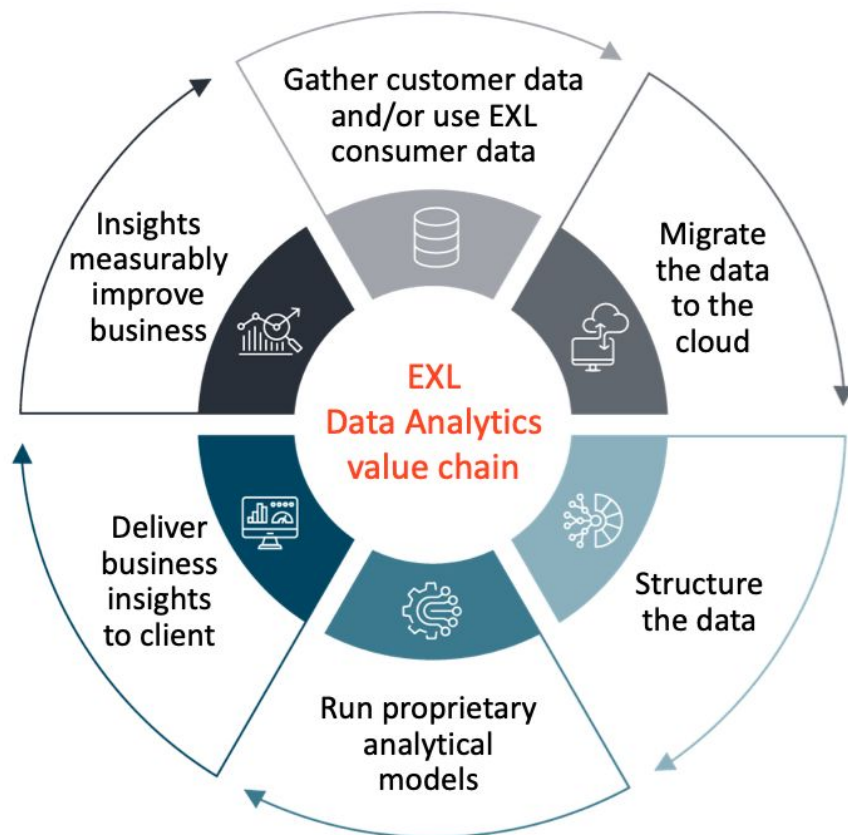 Gather customer data
and/or use EXL
consumer data
Migrate
the data
to the
cloud
Structure
the data
Run proprietary
analytical
models
Deliver
business
insights
to client
Insights
measurably
improve
business
EXL
Data Analytics
value chain